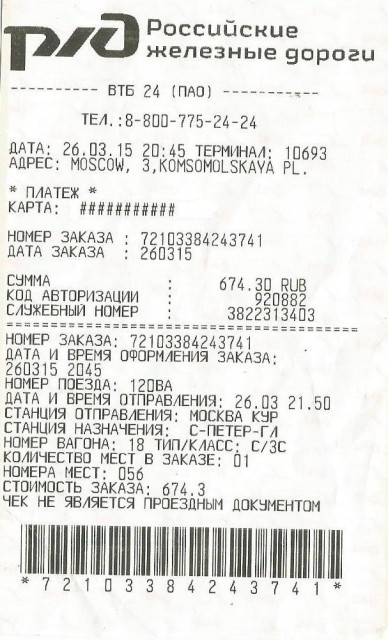 РЖД Российские
железные дороги
---------- ВТБ 24 (ПАО) -----------
ТЕЛ.:8-800-775-24-24
ДАТА: 26.03.15 20:45 ТЕРМИНАЛ: 10693
АДРЕС: MOSCOW, 3,KOMSOMOLSKAYA PL.
* ПЛАТЕЖ *
КАРТА: ###########
НОМЕР ЗАКАЗА : 72103384243741
ДАТА ЗАКАЗА : 260315
СУММА : 674.30 RUB
КОД АВТОРИЗАЦИИ : 920882
СЛУЖЕБНЫЙ НОМЕР : 3822313403
========================================
НОМЕР ЗАКАЗА: 72103384243741
ДАТА И ВРЕМЯ ОФОРМЛЕНИЯ ЗАКАЗА:
260315 2045
НОМЕР ПОЕЗДА: 120ВА
ДАТА И ВРЕМЯ ОТПРАВЛЕНИЯ: 26.03 21.50
СТАНЦИЯ ОТПРАВЛЕНИЯ: МОСКВА КУР
СТАНЦИЯ НАЗНАЧЕНИЯ: С-ПЕТЕР-ГЛ
НОМЕР ВАГОНА: 18 ТИП/КЛАСС: С/3С
КОЛИЧЕСТВО МЕСТ В ЗАКАЗЕ: 01
НОМЕРА МЕСТ: 056
СТОИМОСТЬ ЗАКАЗА: 674.3
ЧЕК НЕ ЯВЛЯЕТСЯ ПРОЕЗДНЫМ ДОКУМЕНТОМ
*72103384243741*